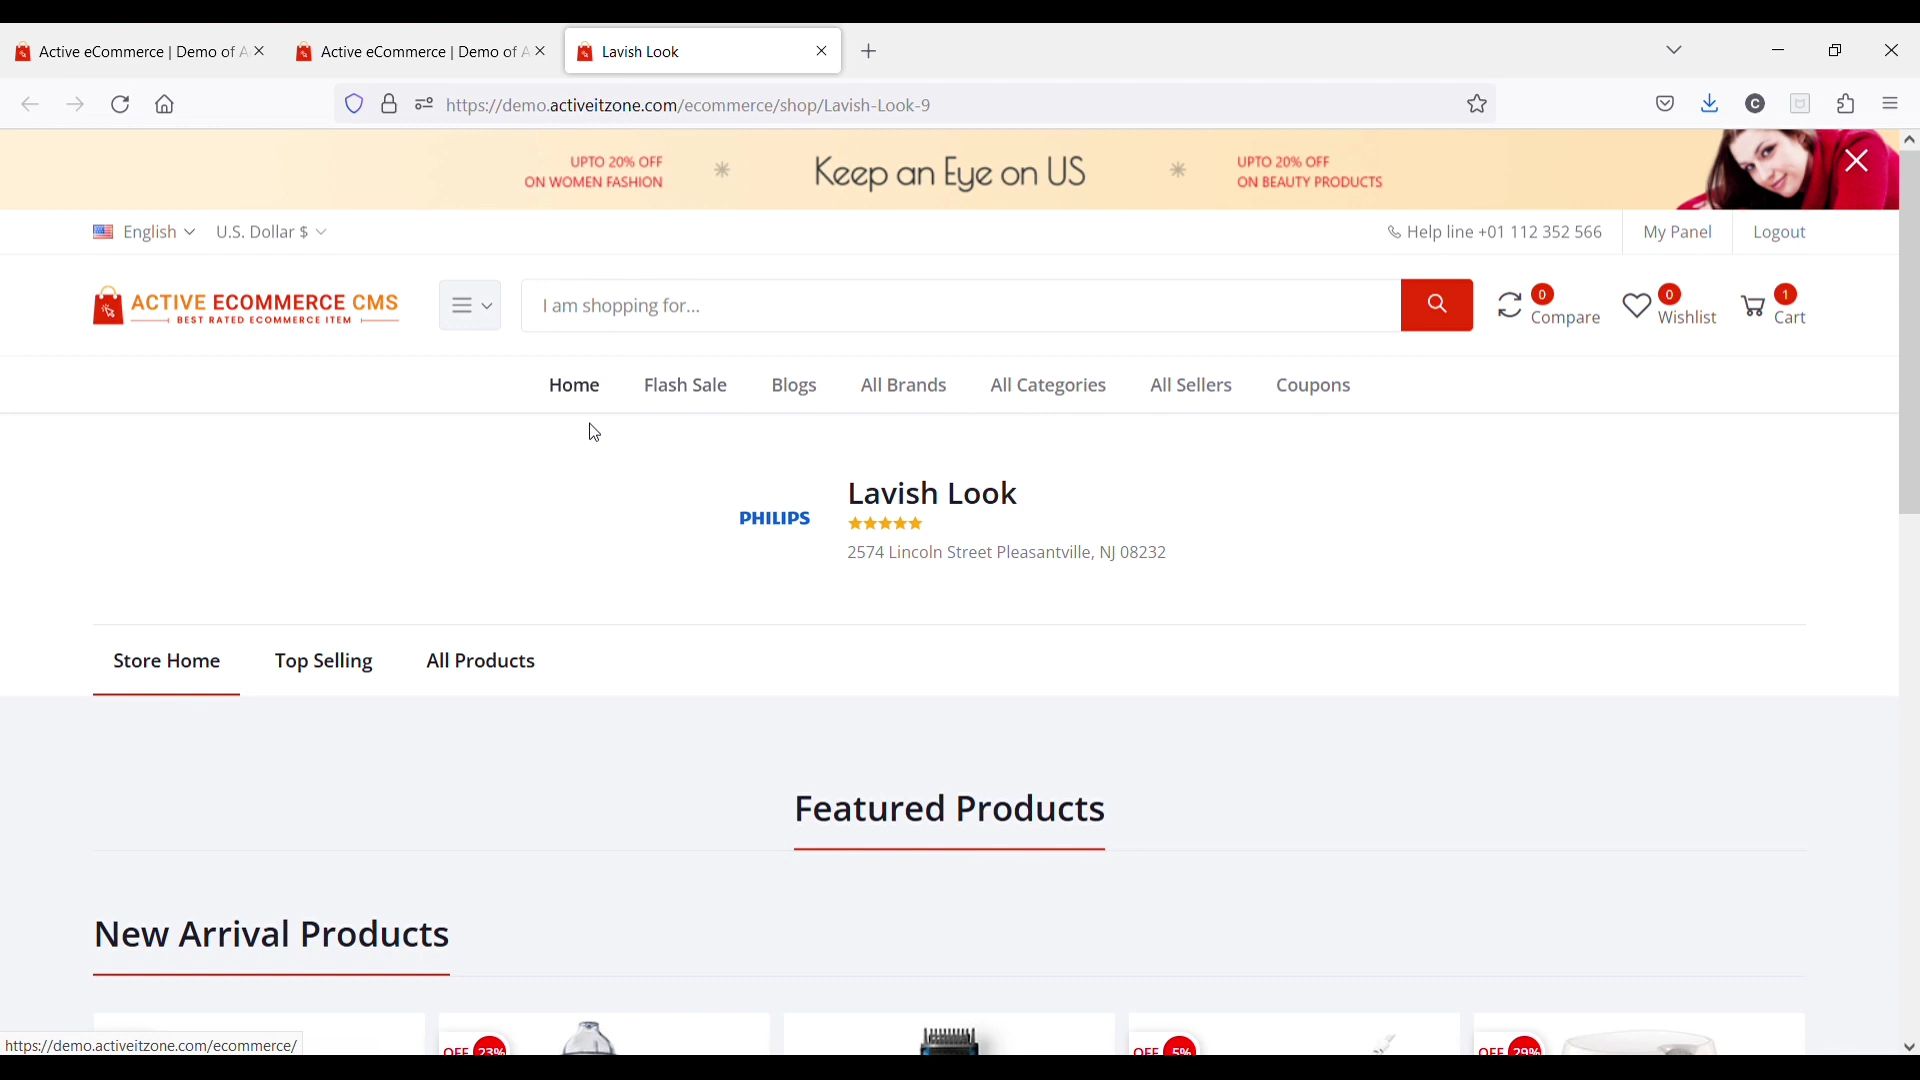 Active eCommerce | Demo of A
Active eCommerce | Demo of A
Lavish Look
https://demo.activeitzone.com/ecommerce/shop/Lavish-Look-9
C
UPTO 20% OFF
ON WOMEN FASHION
Keep an Eye on US
UPTO 20% OFF
ON BEAUTY PRODUCTS
English
U.S. Dollar $
Help line +01 112 352 566
My Panel
Logout
ACTIVE ECOMMERCE CMS
BEST RATED ECOMMERCE ITEM
I am shopping for...
0
Compare
0
Wishlist
1
Cart
Home
Flash Sale
Blogs
All Brands
All Categories
All Sellers
Coupons
PHILIPS
Lavish Look
2574 Lincoln Street Pleasantville, NJ 08232
Store Home
Top Selling
All Products
Featured Products
New Arrival Products
OFF 23%
OFF 5%
OFF 29%
https://demo.activeitzone.com/ecommerce/